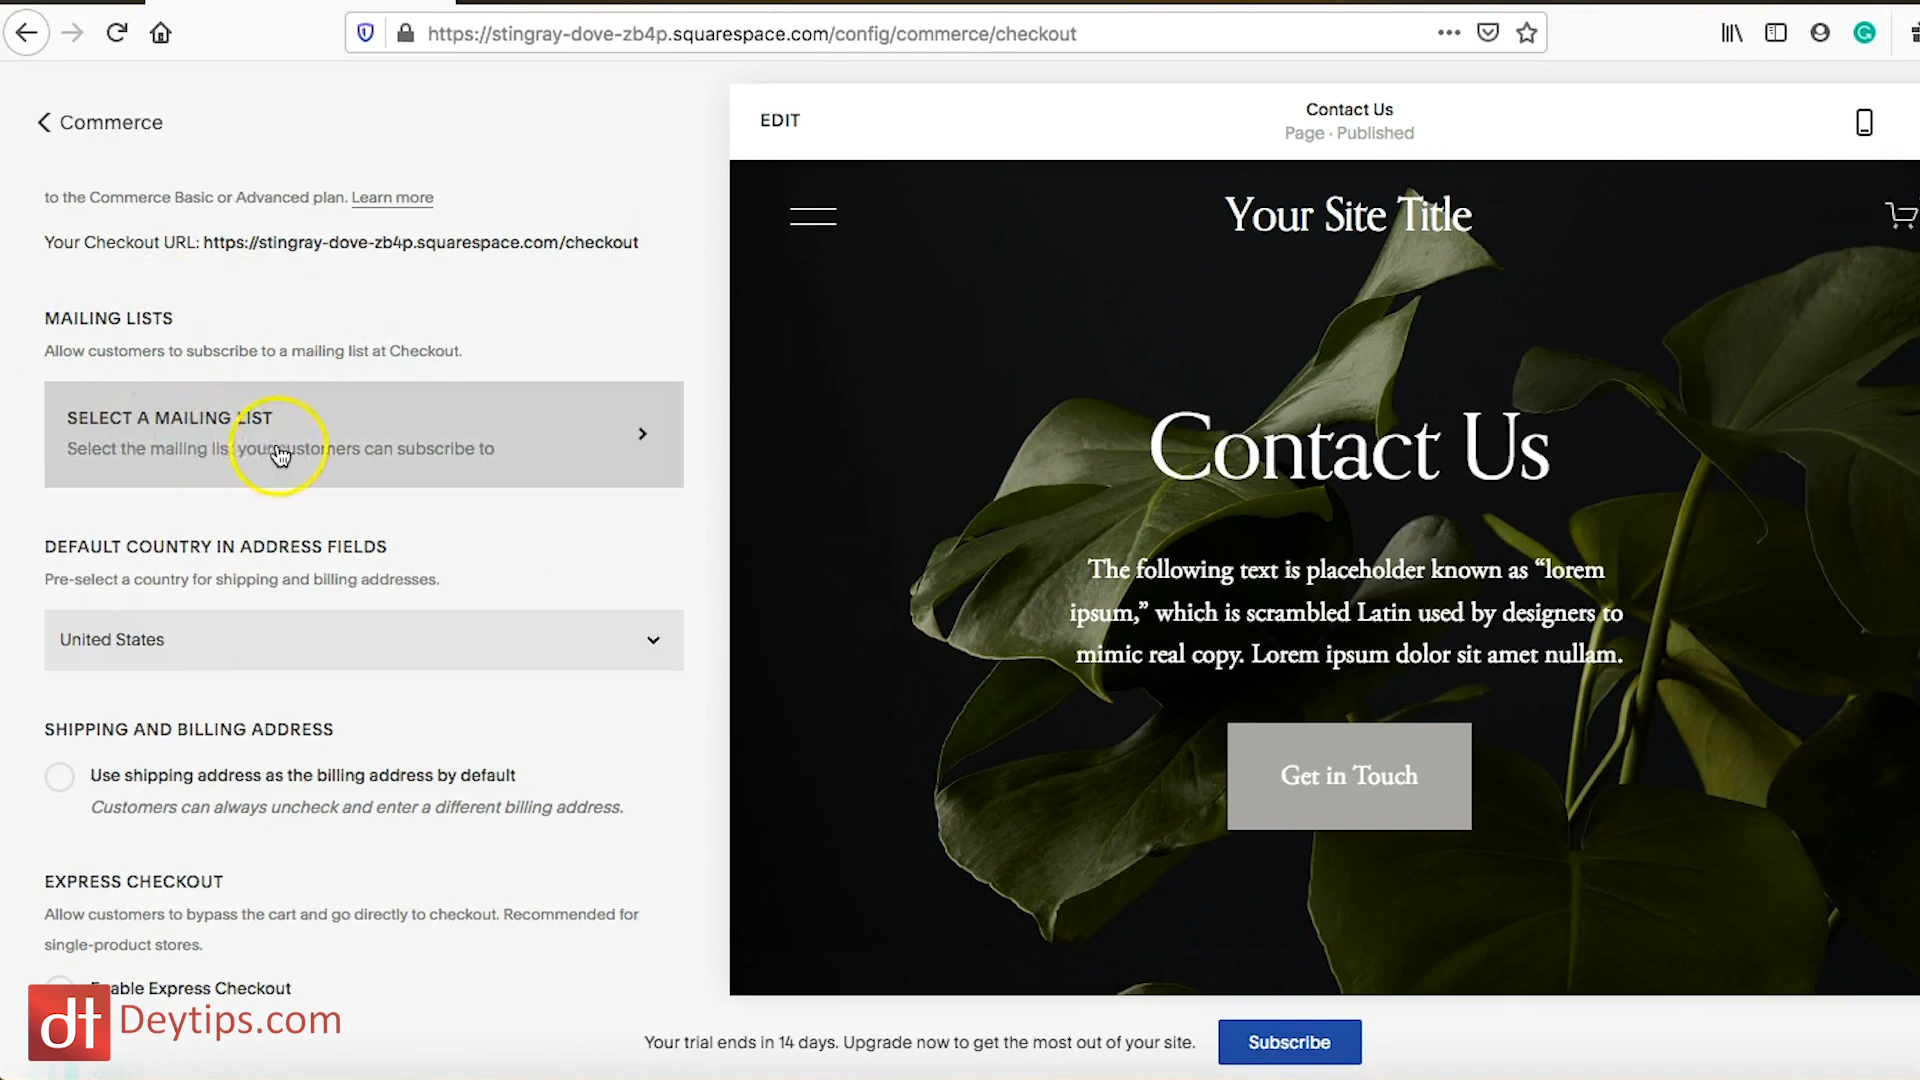 https://stingray-dove-zb4p.squarespace.com/config/commerce/checkout
Commerce
to the Commerce Basic or Advanced plan. Learn more
Your Checkout URL: https://stingray-dove-zb4p.squarespace.com/checkout
MAILING LISTS
Allow customers to subscribe to a mailing list at Checkout.
SELECT A MAILING LIST
Select the mailing list your customers can subscribe to
DEFAULT COUNTRY IN ADDRESS FIELDS
Pre-select a country for shipping and billing addresses.
United States
SHIPPING AND BILLING ADDRESS
Use shipping address as the billing address by default
Customers can always uncheck and enter a different billing address.
EXPRESS CHECKOUT
Allow customers to bypass the cart and go directly to checkout. Recommended for
single-product stores.
Enable Express Checkout
dt Deytips.com
EDIT
Contact Us
Page · Published
Your Site Title
Contact Us
The following text is placeholder known as “lorem
ipsum,” which is scrambled Latin used by designers to
mimic real copy. Lorem ipsum dolor sit amet nullam.
Get in Touch
Your trial ends in 14 days. Upgrade now to get the most out of your site.
Subscribe